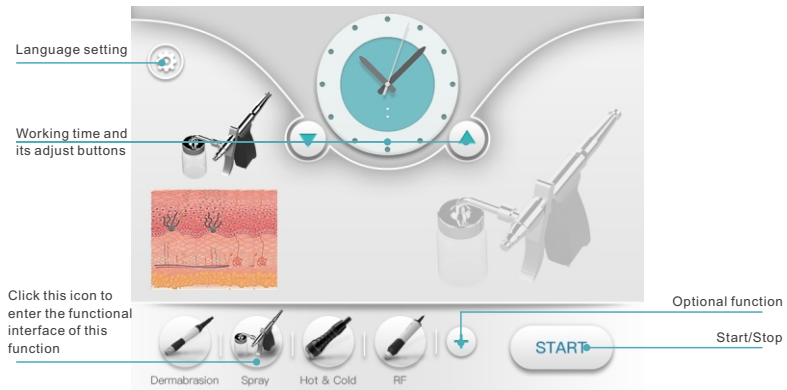 Language setting
Working time and
its adjust buttons
Click this icon to
enter the functional
interface of this
function
Optional function
Start/Stop
START
Dermabrasion
Spray
Hot & Cold
RF